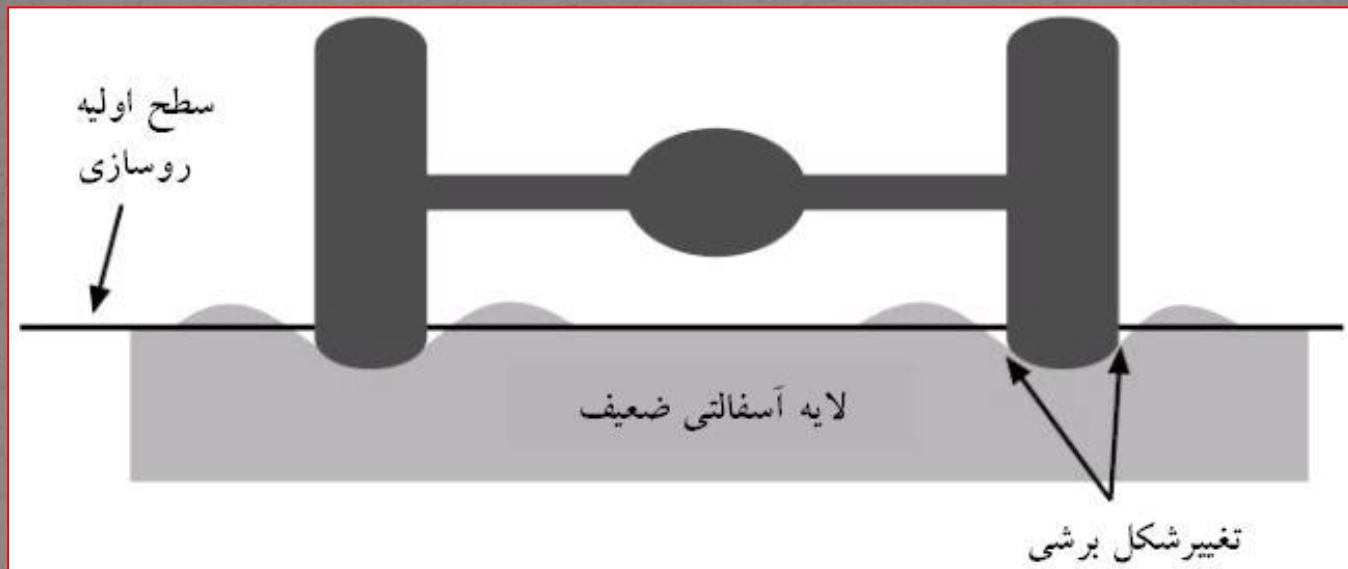 سطح اولیه
روسازی
لایه آسفالتی ضعیف
تغییرشکل برشی